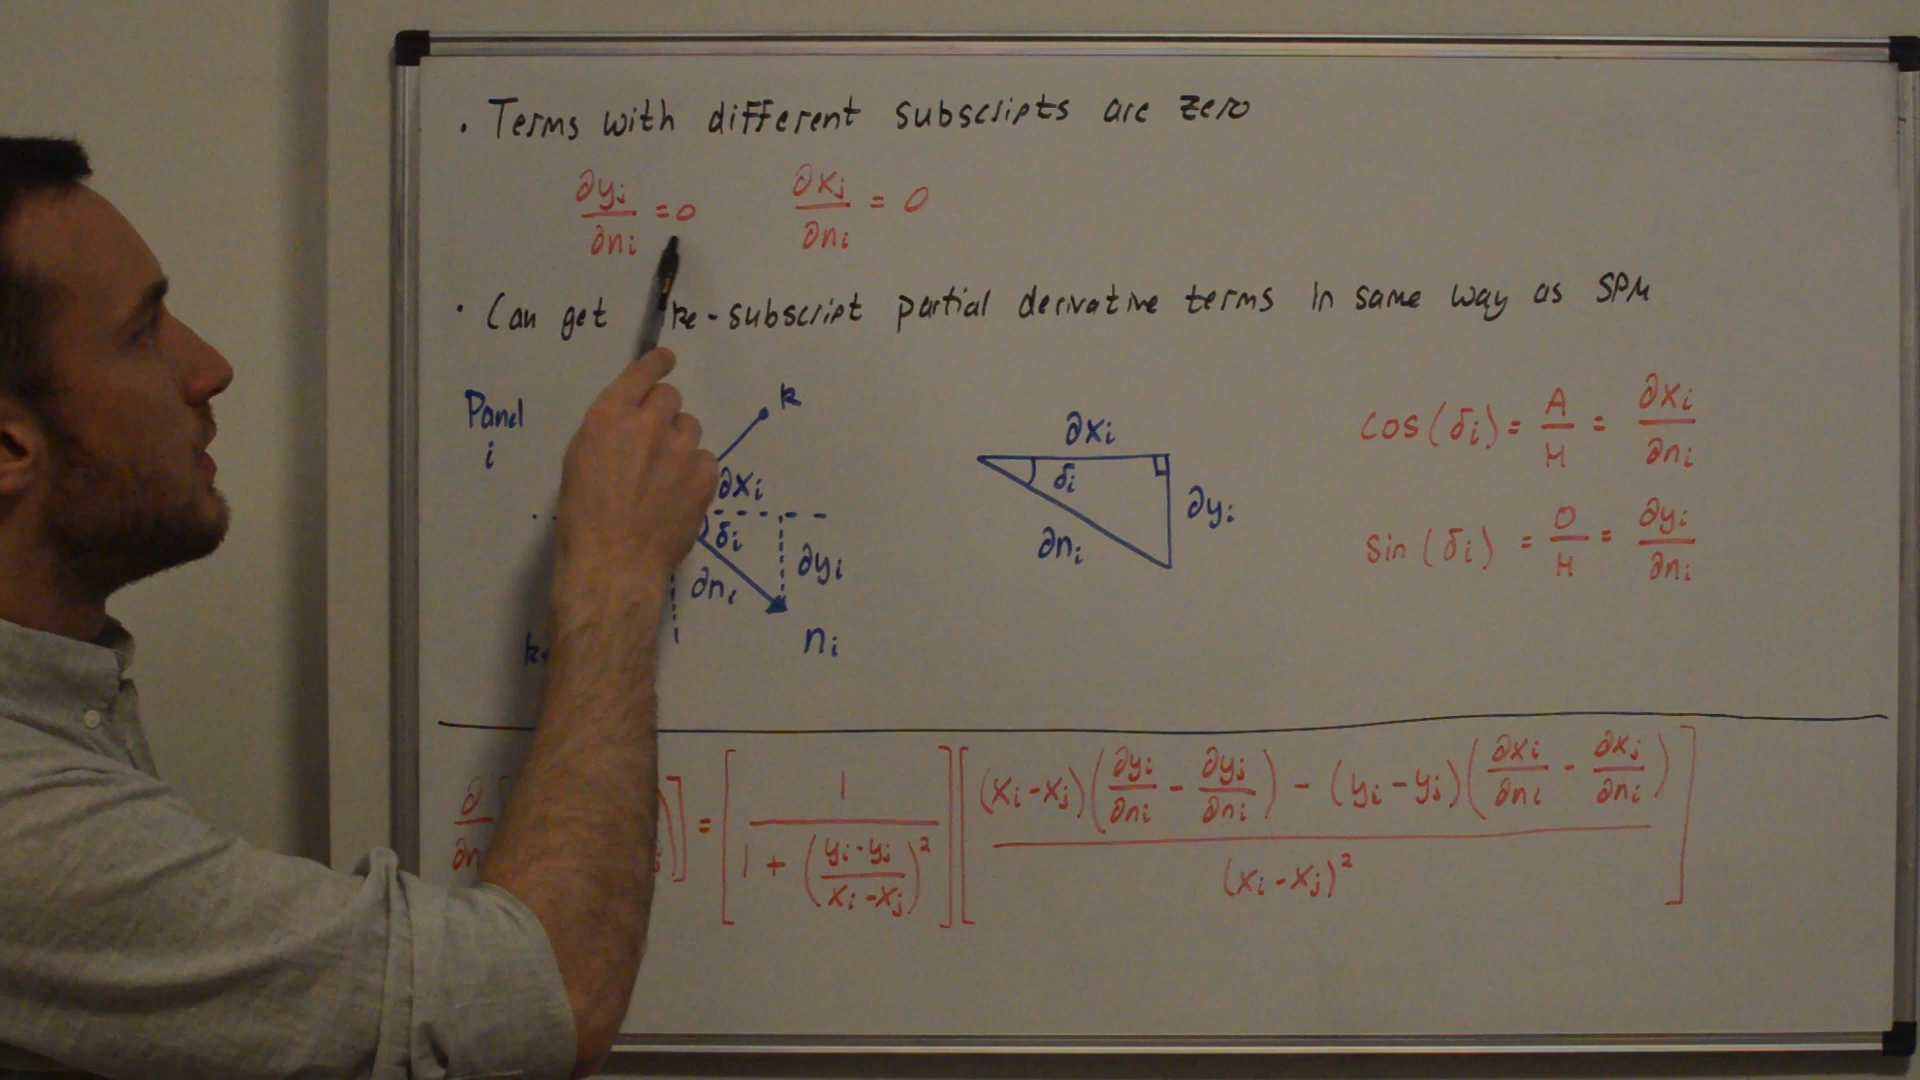 · Terms with different subscripts are zero
∂yj/∂ni = 0   ∂xj/∂ni = 0
· Can get ke-subscript partial derivative terms in same way as SPM
Panel
i
k
∂xi
δi
∂yi
∂ni
ni
∂xi
δi
∂yi
∂ni
cos(δi) = A/H = ∂xi/∂ni
sin(δi) = O/H = ∂yi/∂ni
∂/∂n ] = [1/(1 + ((yi-yj)/(xi-xj))²)] [((xi-xj)(∂yi/∂ni - ∂yj/∂ni) - (yi-yj)(∂xi/∂ni - ∂xj/∂ni))/(xi-xj)²]